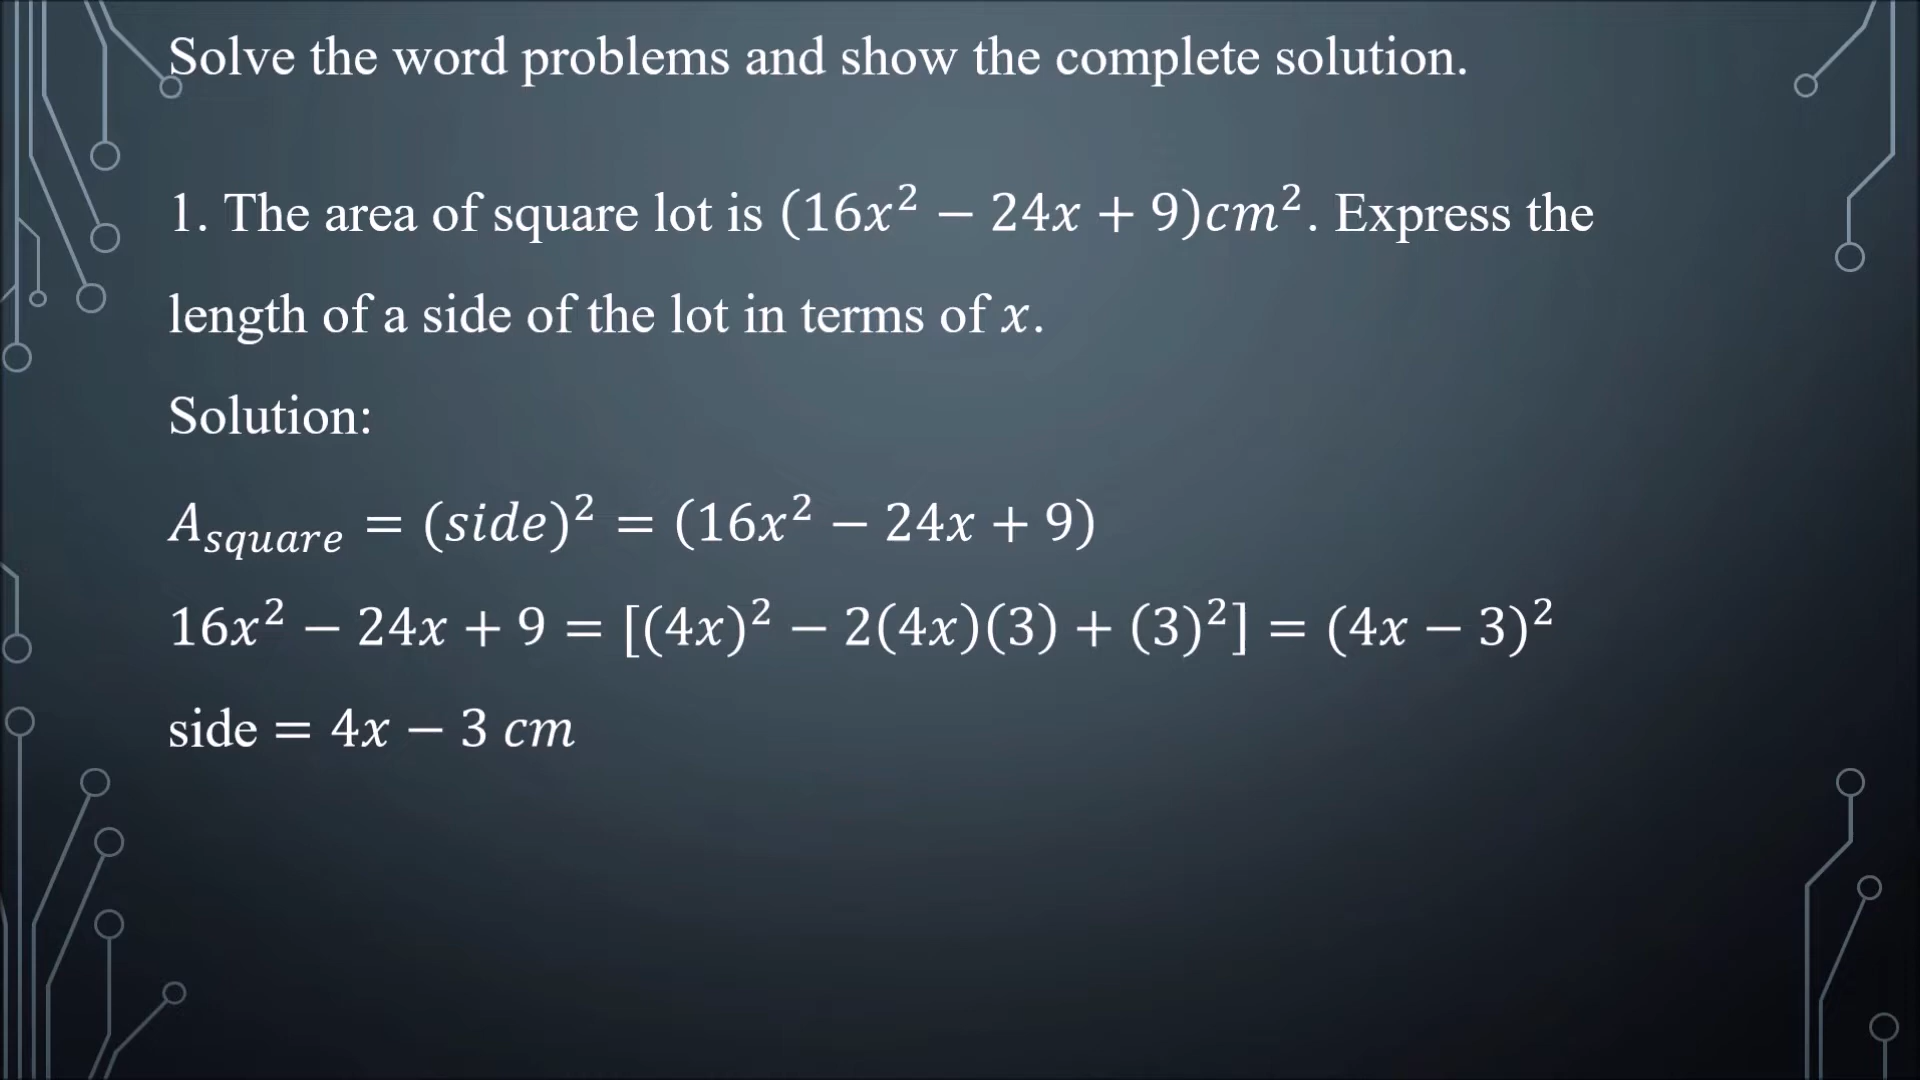 Solve the word problems and show the complete solution.
1. The area of square lot is (16x² − 24x + 9)cm². Express the
length of a side of the lot in terms of x.
Solution:
A_square = (side)² = (16x² − 24x + 9)
16x² − 24x + 9 = [(4x)² − 2(4x)(3) + (3)²] = (4x − 3)²
side = 4x − 3 cm